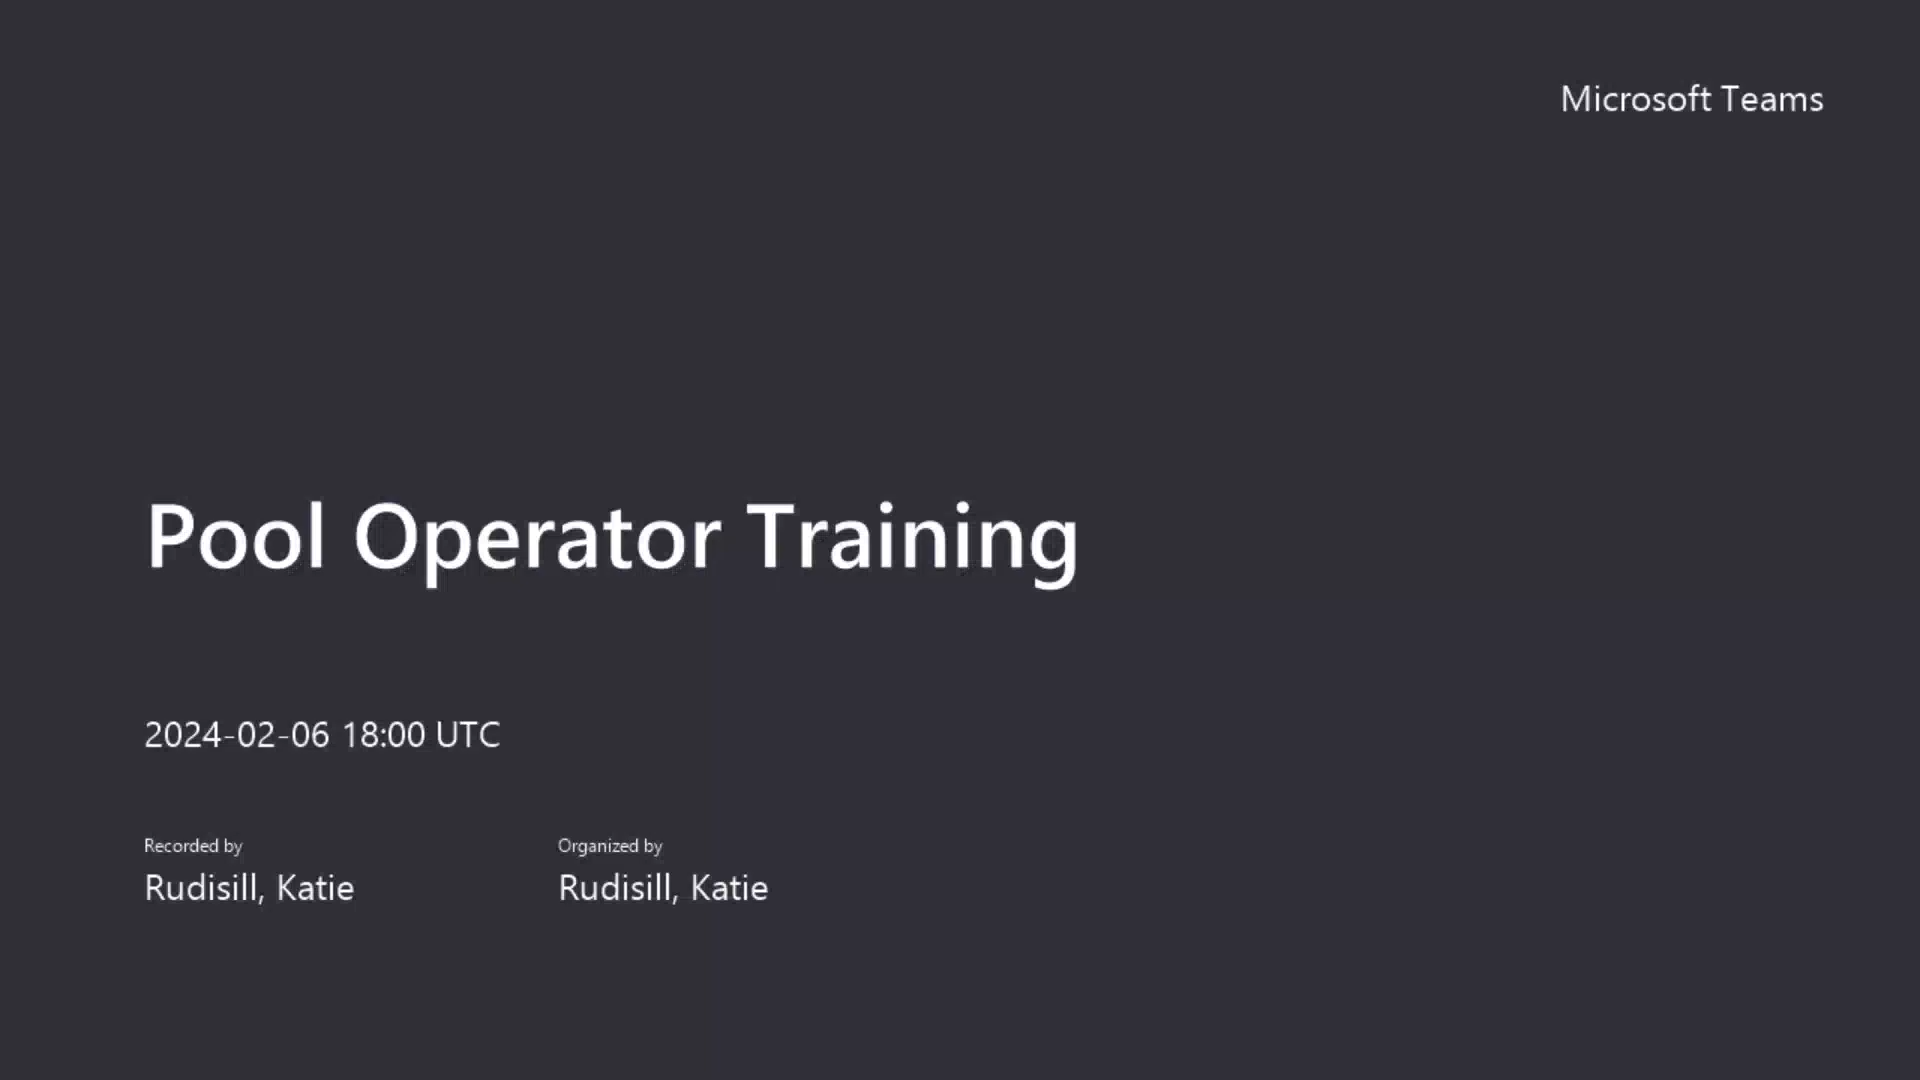 Microsoft Teams
Pool Operator Training
2024-02-06 18:00 UTC
Recorded by
Rudisill, Katie
Organized by
Rudisill, Katie